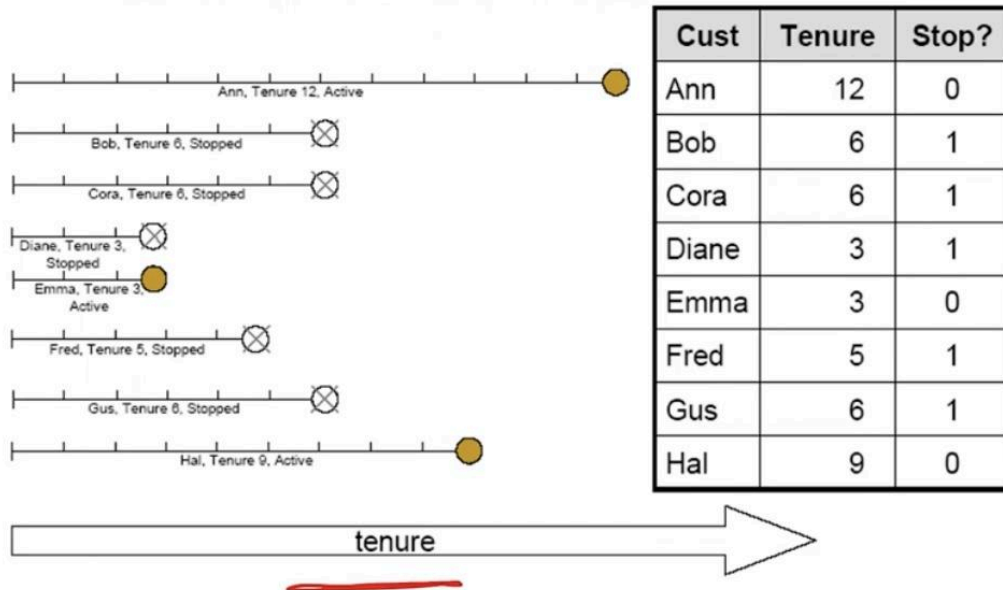 Ann, Tenure 12, Active
Bob, Tenure 6, Stopped
Cora, Tenure 6, Stopped
Diane, Tenure 3,
Stopped
Emma, Tenure 3,
Active
Fred, Tenure 5, Stopped
Gus, Tenure 6, Stopped
Hal, Tenure 9, Active
tenure
Cust Tenure Stop?
Ann 12 0
Bob 6 1
Cora 6 1
Diane 3 1
Emma 3 0
Fred 5 1
Gus 6 1
Hal 9 0